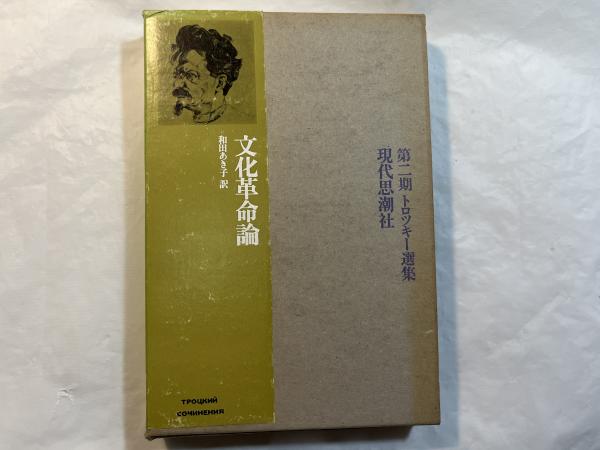 第二期 トロツキー選集
現代思潮社
文化革命論
和田あき子 訳
ТРОЦКИЙ
СОЧИНЕНИЯ